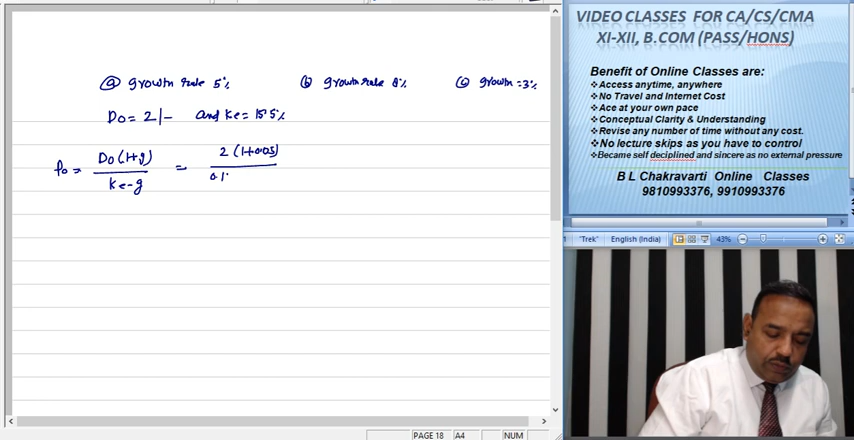 ⓐ growth rate 5%   ⓑ growth rate 8%   ⓒ growth = 3%
D0 = 2/-   and Ke = 15.5%
P0 = D0(1+g) / Ke-g = 2(1+0.05) / 0.1
VIDEO CLASSES FOR CA/CS/CMA
XI-XII, B.COM (PASS/HONS)
Benefit of Online Classes are:
❖Access anytime, anywhere
❖No Travel and Internet Cost
❖Ace at your own pace
❖Conceptual Clarity & Understanding
❖Revise any number of time without any cost.
❖No lecture skips as you have to control
❖Became self deciplined and sincere as no external pressure
B L Chakravarti Online Classes
9810993376, 9910993376
"Trek" English (India) 43%
PAGE 18 A4 NUM